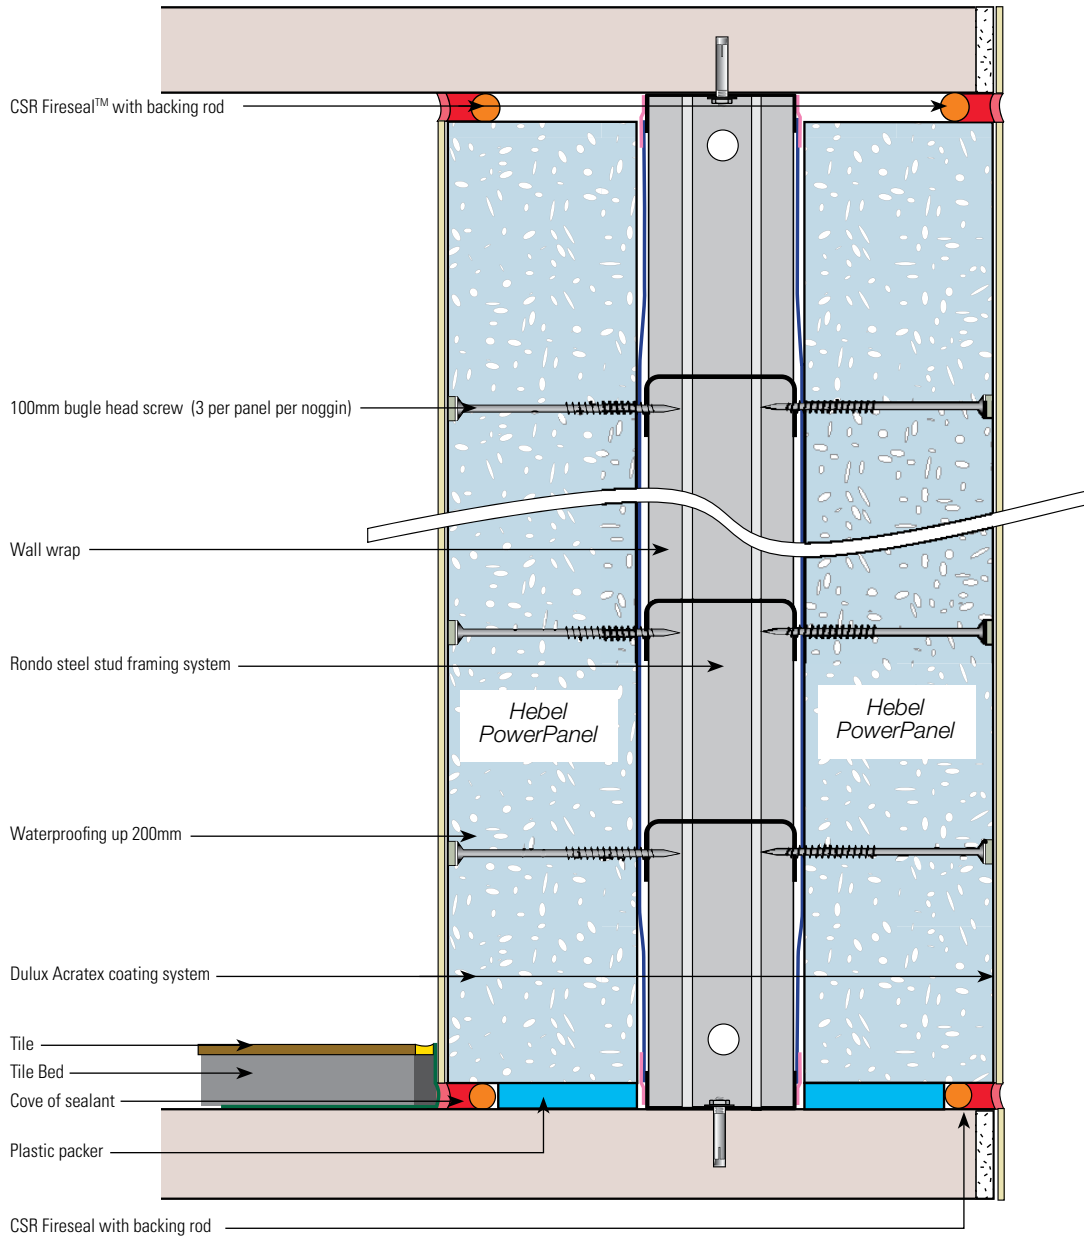 CSR Fireseal™ with backing rod
100mm bugle head screw (3 per panel per noggin)
Wall wrap
Rondo steel stud framing system
Hebel
PowerPanel
Hebel
PowerPanel
Waterproofing up 200mm
Dulux Acratex coating system
Tile
Tile Bed
Cove of sealant
Plastic packer
CSR Fireseal with backing rod